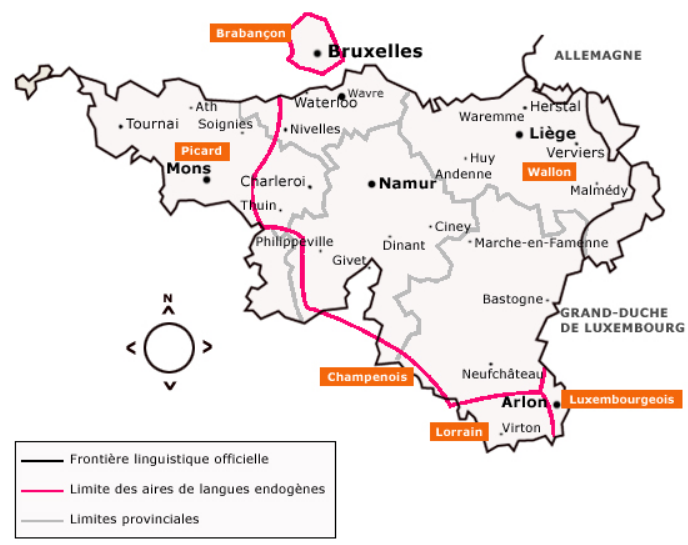 Brabançon
Bruxelles
ALLEMAGNE
Wavre
Waterloo
Ath
Herstal
Waremme
Tournai
Soignies
Nivelles
Liège
Verviers
Picard
Huy
Mons
Andenne
Wallon
Charleroi
Namur
Malmédy
Thuin
Ciney
Philippeville
Dinant
Marche-en-Famenne
Givet
N
Bastogne
GRAND-DUCHE
DE LUXEMBOURG
Neufchâteau
Champenois
Arlon
Luxembourgeois
Lorrain
Virton
Frontière linguistique officielle
Limite des aires de langues endogènes
Limites provinciales